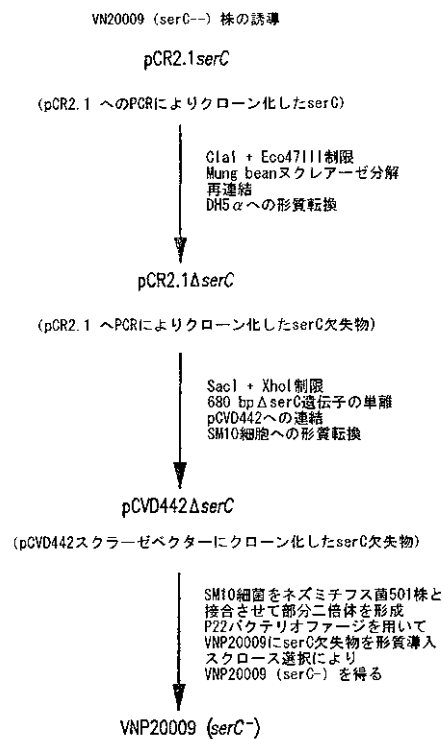 VN20009 (serC--) 株の誘導
pCR2.1serC
(pCR2.1 へのPCRによりクローン化したserC)
ClaI + Eco47III制限
Mung beanヌクレアーゼ分解
再連結
DH5αへの形質転換
pCR2.1ΔserC
(pCR2.1 へPCRによりクローン化したserC欠失物)
SacI + XhoI制限
680 bpΔserC遺伝子の単離
pCVD442への連結
SM10細胞への形質転換
pCVD442ΔserC
(pCVD442スクラーゼベクターにクローン化したserC欠失物)
SM10細菌をネズミチフス菌501株と
接合させて部分二倍体を形成
P22バクテリオファージを用いて
VNP20009にserC欠失物を形質導入
スクロース選択により
VNP20009 (serC-) を得る
VNP20009 (serC⁻)